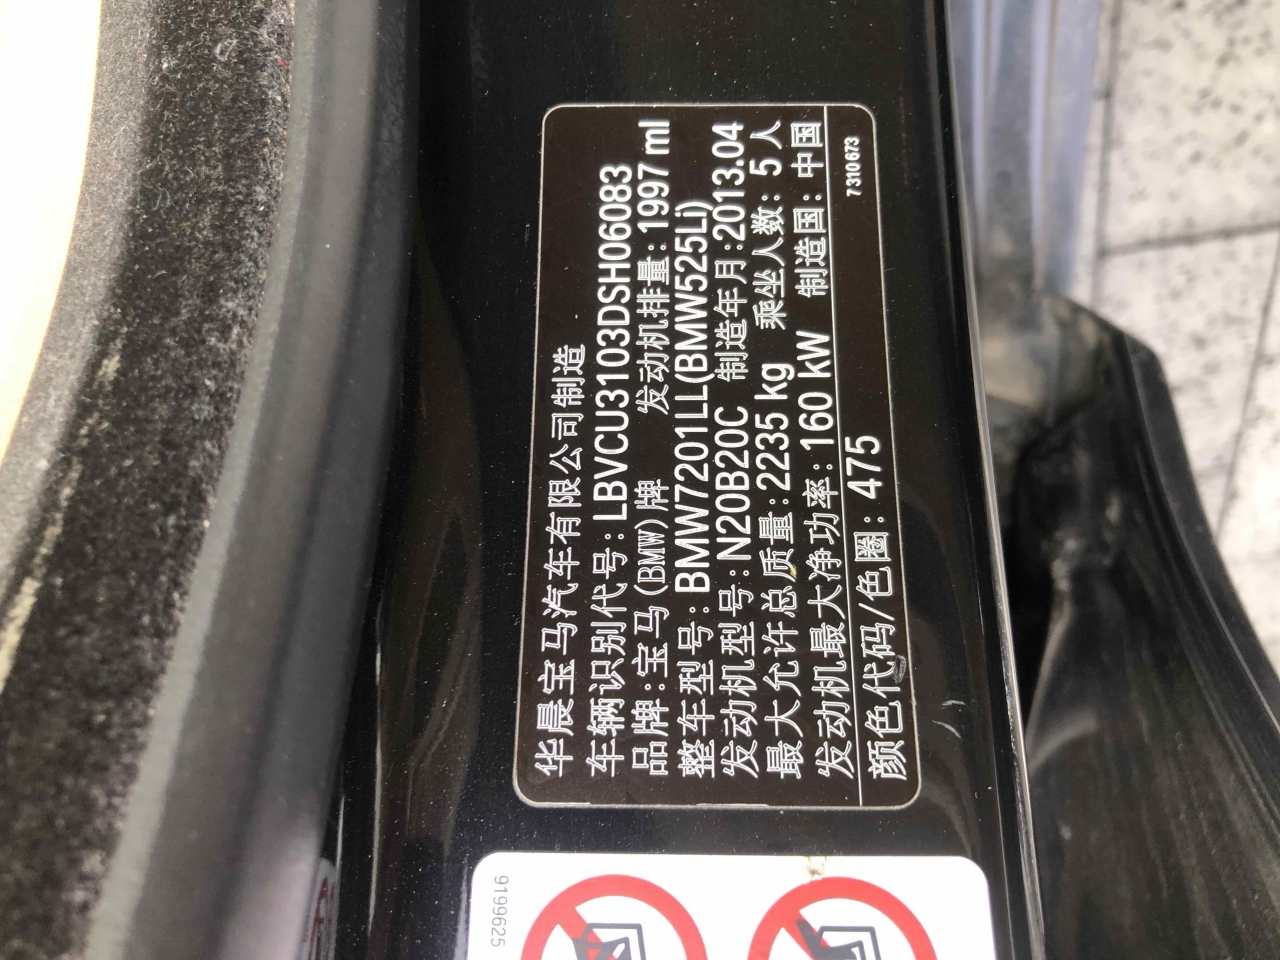 华晨宝马汽车有限公司制造
车辆识别代号:LBVCU3103DSH06083
品牌:宝马(BMW)牌 发动机排量:1997 ml
整车型号:BMW7201LL(BMW525Li)
发动机型号:N20B20C 制造年月:2013.04
最大允许总质量:2235 kg 乘坐人数:5 人
发动机最大净功率:160 kW 制造国:中国
颜色代码/色圈:475
7310673
9199625